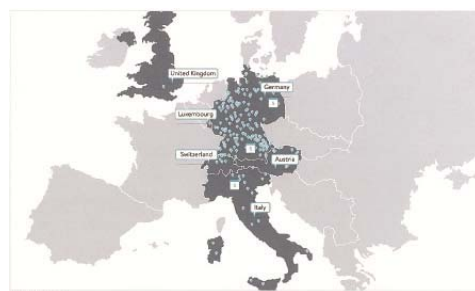 United Kingdom
Germany
Luxembourg
Switzerland
Austria
Italy